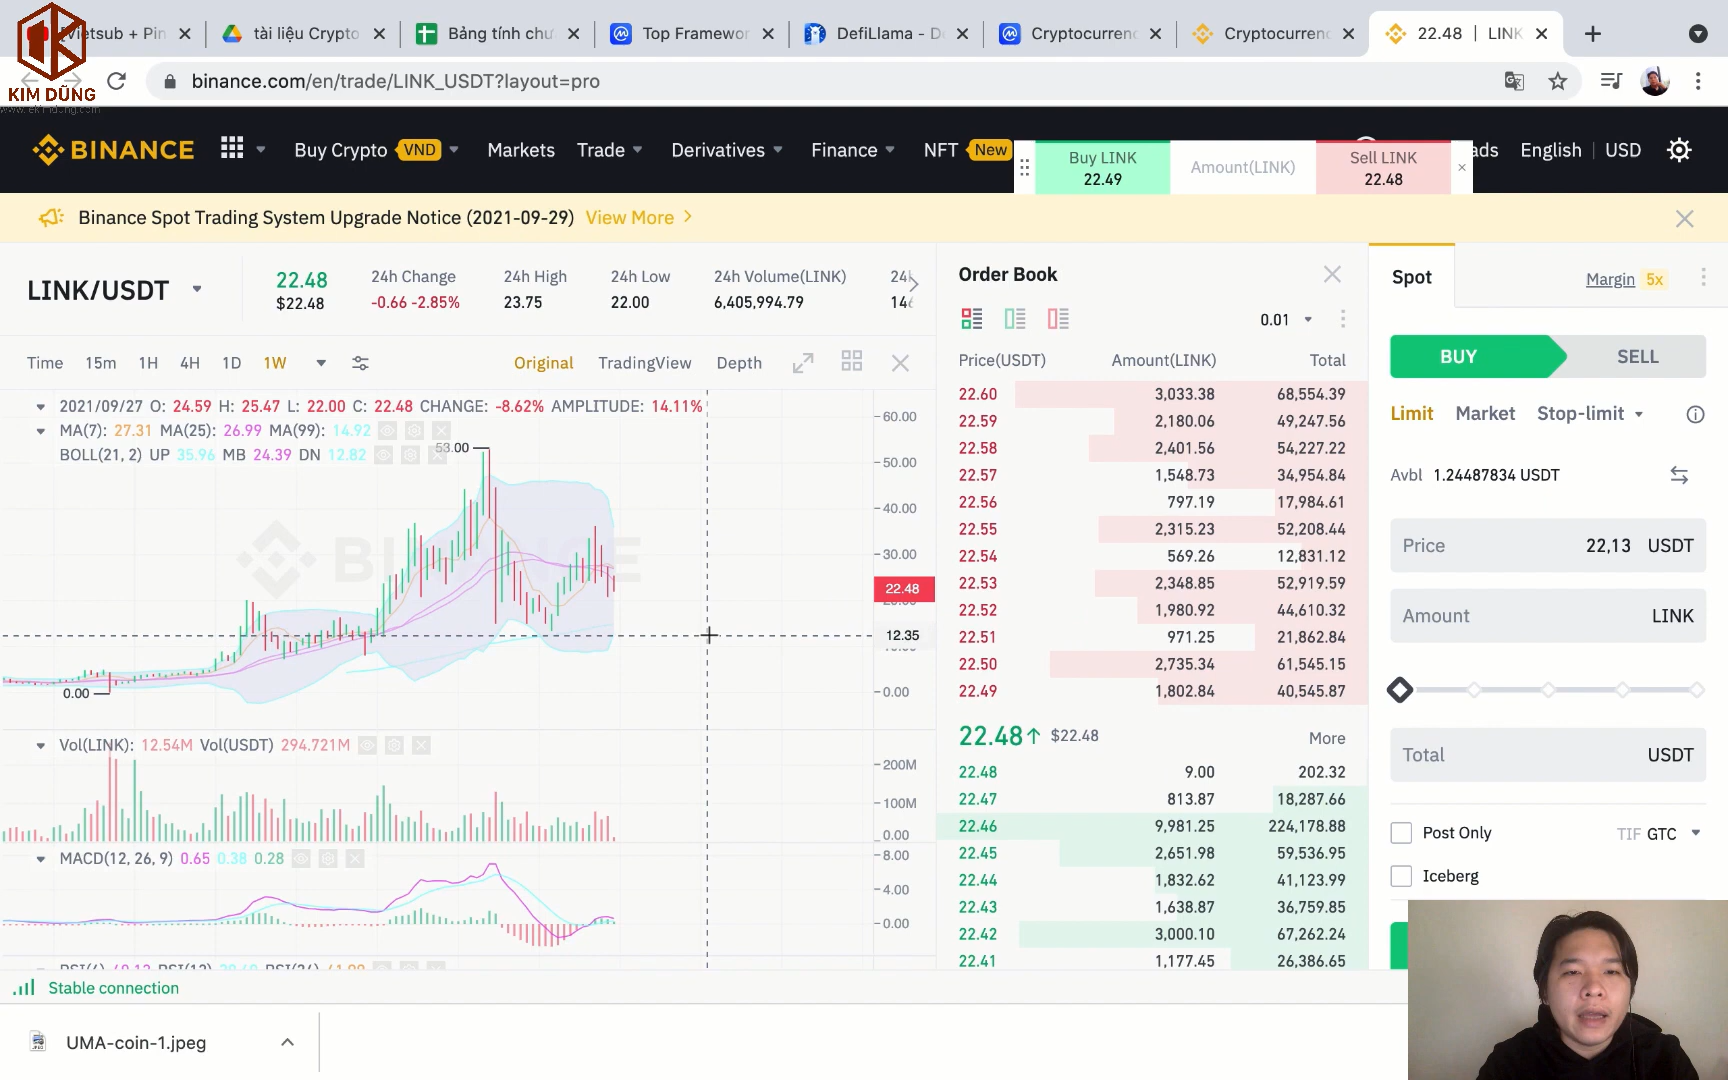 [Vietsub + Pin
tài liệu Crypto
Bảng tính chư
Top Framewor
DefiLlama - De
Cryptocurrenc
Cryptocurrenc
22.48 | LINK
KIM DŨNG
binance.com/en/trade/LINK_USDT?layout=pro
BINANCE
Buy Crypto VND
Markets
Trade
Derivatives
Finance
NFT New
Buy LINK
22.49
Amount(LINK)
Sell LINK
22.48
ads
English
USD
Binance Spot Trading System Upgrade Notice (2021-09-29) View More
LINK/USDT
22.48
$22.48
24h Change
-0.66 -2.85%
24h High
23.75
24h Low
22.00
24h Volume(LINK)
6,405,994.79
24h
Time 15m 1H 4H 1D 1W
Original TradingView Depth
2021/09/27 O: 24.59 H: 25.47 L: 22.00 C: 22.48 CHANGE: -8.62% AMPLITUDE: 14.11%
MA(7): 27.31 MA(25): 26.99 MA(99): 14.92
BOLL(21, 2) UP 35.96 MB 24.39 DN 12.82
53.00
0.00
BINANCE
60.00
50.00
40.00
30.00
22.48
12.35
0.00
Vol(LINK): 12.54M Vol(USDT) 294.721M
200M
100M
0.00
MACD(12, 26, 9) 0.65 0.38 0.28
8.00
4.00
0.00
Order Book
0.01
Price(USDT) Amount(LINK) Total
22.60 3,033.38 68,554.39
22.59 2,180.06 49,247.56
22.58 2,401.56 54,227.22
22.57 1,548.73 34,954.84
22.56 797.19 17,984.61
22.55 2,315.23 52,208.44
22.54 569.26 12,831.12
22.53 2,348.85 52,919.59
22.52 1,980.92 44,610.32
22.51 971.25 21,862.84
22.50 2,735.34 61,545.15
22.49 1,802.84 40,545.87
22.48↑ $22.48 More
22.48 9.00 202.32
22.47 813.87 18,287.66
22.46 9,981.25 224,178.88
22.45 2,651.98 59,536.95
22.44 1,832.62 41,123.99
22.43 1,638.87 36,759.85
22.42 3,000.10 67,262.24
22.41 1,177.45 26,386.65
Spot
Margin 5x
BUY
SELL
Limit Market Stop-limit
Avbl 1.24487834 USDT
Price 22,13 USDT
Amount LINK
Total USDT
Post Only
TIF GTC
Iceberg
Stable connection
UMA-coin-1.jpeg